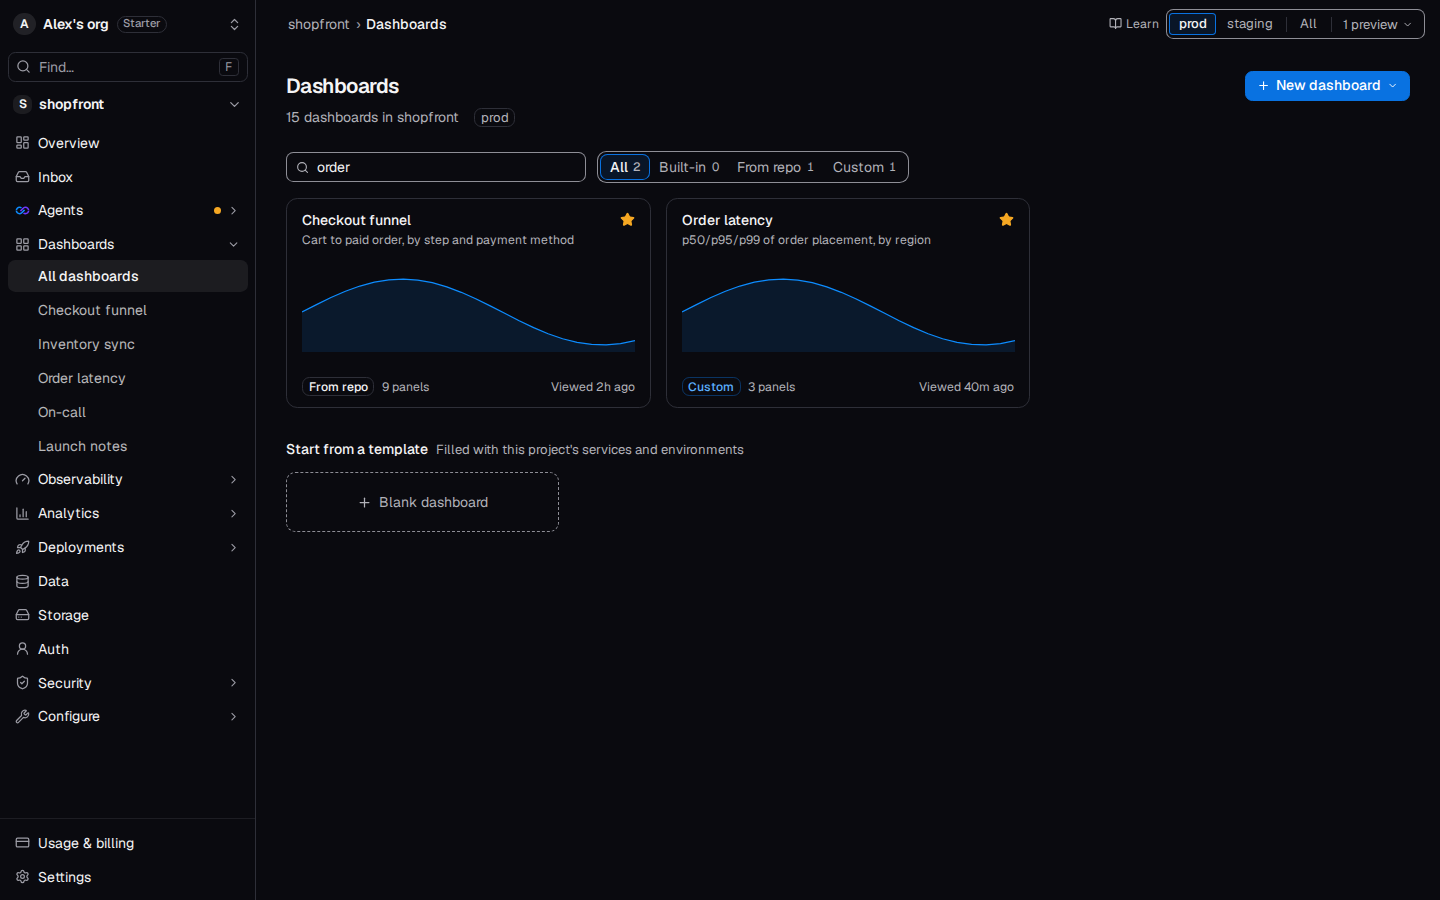 A Alex's org Starter
Find... F
S shopfront
Overview
Inbox
Agents
Dashboards
All dashboards
Checkout funnel
Inventory sync
Order latency
On-call
Launch notes
Observability
Analytics
Deployments
Data
Storage
Auth
Security
Configure
Usage & billing
Settings
shopfront › Dashboards
Learn prod staging All 1 preview
Dashboards
New dashboard
15 dashboards in shopfront prod
order
All 2 Built-in 0 From repo 1 Custom 1
Checkout funnel
Cart to paid order, by step and payment method
From repo 9 panels Viewed 2h ago
Order latency
p50/p95/p99 of order placement, by region
Custom 3 panels Viewed 40m ago
Start from a template Filled with this project's services and environments
Blank dashboard